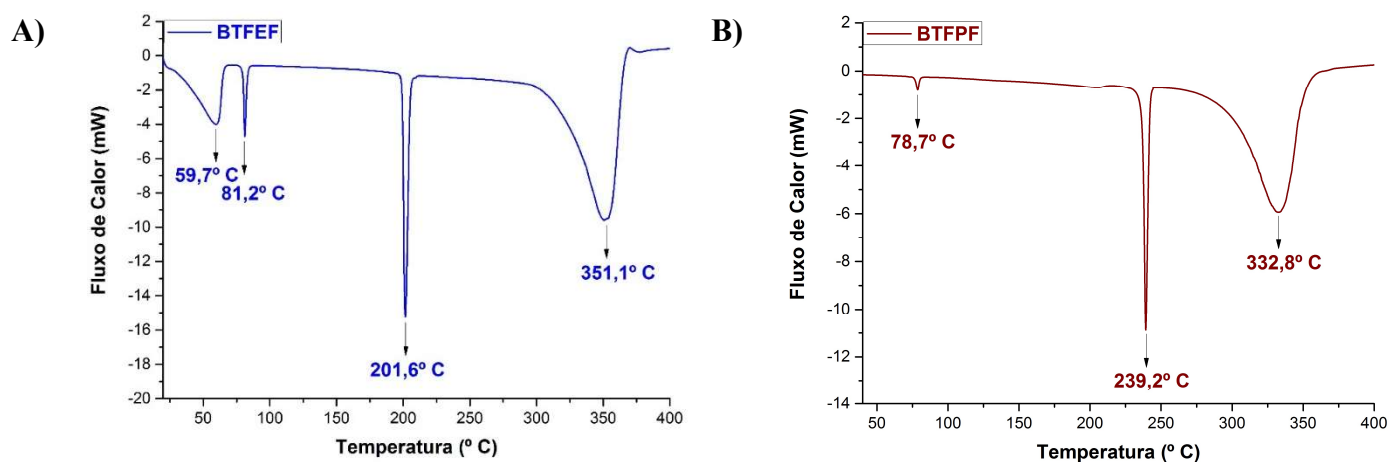 A)
BTFEF
2
0
-2
-4
-6
-8
-10
-12
-14
-16
-18
-20
Fluxo de Calor (mW)
59,7º C
81,2º C
201,6º C
351,1º C
50 100 150 200 250 300 350 400
Temperatura (º C)
B)
BTFPF
2
0
-2
-4
-6
-8
-10
-12
-14
Fluxo de Calor (mW)
78,7º C
239,2º C
332,8º C
50 100 150 200 250 300 350 400
Temperatura (º C)